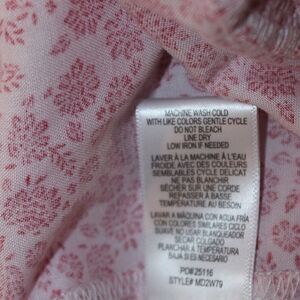 MACHINE WASH COLD
WITH LIKE COLORS GENTLE CYCLE
DO NOT BLEACH
LINE DRY
LOW IRON IF NEEDED
LAVER À LA MACHINE À L'EAU
FROIDE AVEC DES COULEURS
SEMBLABLES CYCLE DELICAT
NE PAS BLANCHIR
SÉCHER SUR UNE CORDE
REPASSER À BASSE
TEMPÉRATURE AU BESOIN
LAVAR A MÁQUINA CON AGUA FRÍA
CON COLORES SIMILARES CICLO
SUAVE NO USAR BLANQUEADOR
SECAR COLGADO
PLANCHAR A TEMPERATURA
BAJA SI ES NECESARIO
PO#25116
STYLE# MD2W79